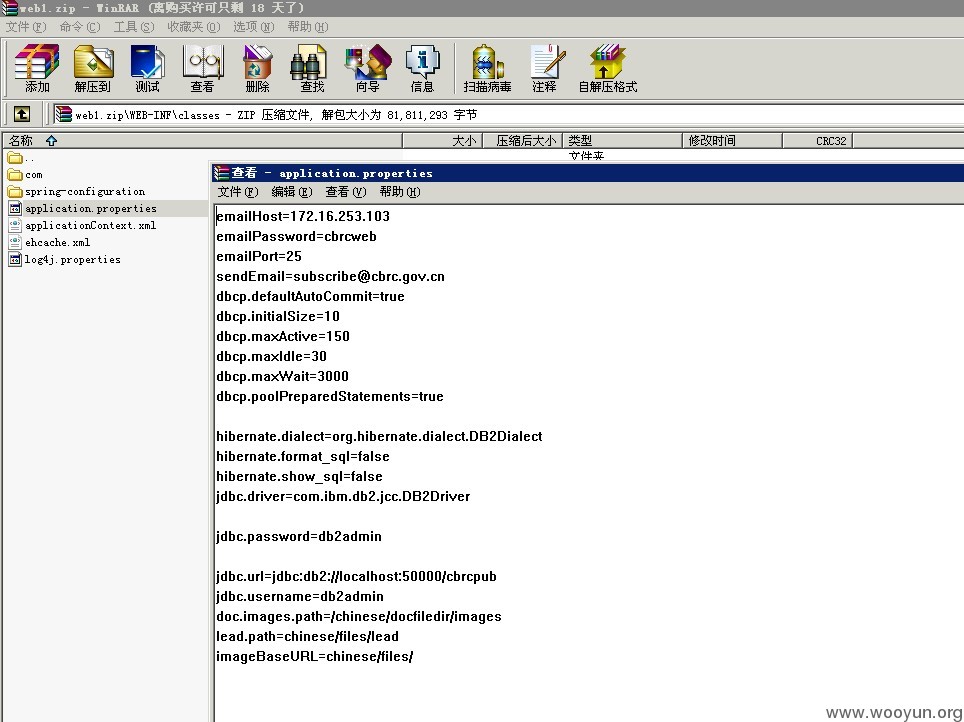 web1.zip - WinRAR (离购买许可只剩 18 天了)
文件(F) 命令(C) 工具(S) 收藏夹(O) 选项(N) 帮助(H)
添加 解压到 测试 查看 删除 查找 向导 信息 扫描病毒 注释 自解压格式
web1.zip\WEB-INF\classes - ZIP 压缩文件, 解包大小为 81,811,293 字节
名称 大小 压缩后大小 类型 修改时间 CRC32
.. 文件夹
com
spring-configuration
application.properties
applicationContext.xml
ehcache.xml
log4j.properties
查看 - application.properties
文件(F) 编辑(E) 查看(V) 帮助(H)
emailHost=172.16.253.103
emailPassword=cbrcweb
emailPort=25
sendEmail=subscribe@cbrc.gov.cn
dbcp.defaultAutoCommit=true
dbcp.initialSize=10
dbcp.maxActive=150
dbcp.maxIdle=30
dbcp.maxWait=3000
dbcp.poolPreparedStatements=true
hibernate.dialect=org.hibernate.dialect.DB2Dialect
hibernate.format_sql=false
hibernate.show_sql=false
jdbc.driver=com.ibm.db2.jcc.DB2Driver
jdbc.password=db2admin
jdbc.url=jdbc:db2://localhost:50000/cbrcpub
jdbc.username=db2admin
doc.images.path=/chinese/docfiledir/images
lead.path=chinese/files/lead
imageBaseURL=chinese/files/
www.wooyun.org